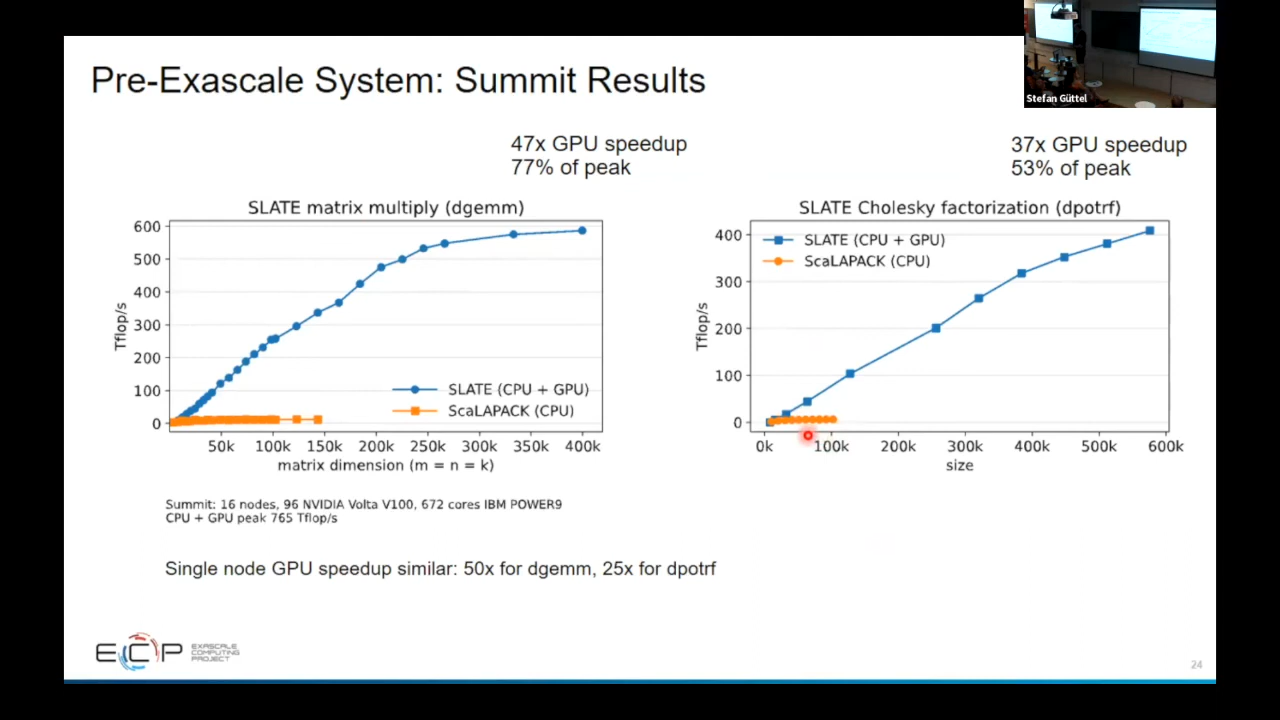 Pre-Exascale System: Summit Results
Stefan Güttel
47x GPU speedup
77% of peak
37x GPU speedup
53% of peak
SLATE matrix multiply (dgemm)
600
500
400
300
200
100
0
Tflop/s
SLATE (CPU + GPU)
ScaLAPACK (CPU)
50k 100k 150k 200k 250k 300k 350k 400k
matrix dimension (m = n = k)
SLATE Cholesky factorization (dpotrf)
400
300
200
100
0
Tflop/s
SLATE (CPU + GPU)
ScaLAPACK (CPU)
0k 100k 200k 300k 400k 500k 600k
size
Summit: 16 nodes, 96 NVIDIA Volta V100, 672 cores IBM POWER9
CPU + GPU peak 765 Tflop/s
Single node GPU speedup similar: 50x for dgemm, 25x for dpotrf
ECP
EXASCALE
COMPUTING
PROJECT
24